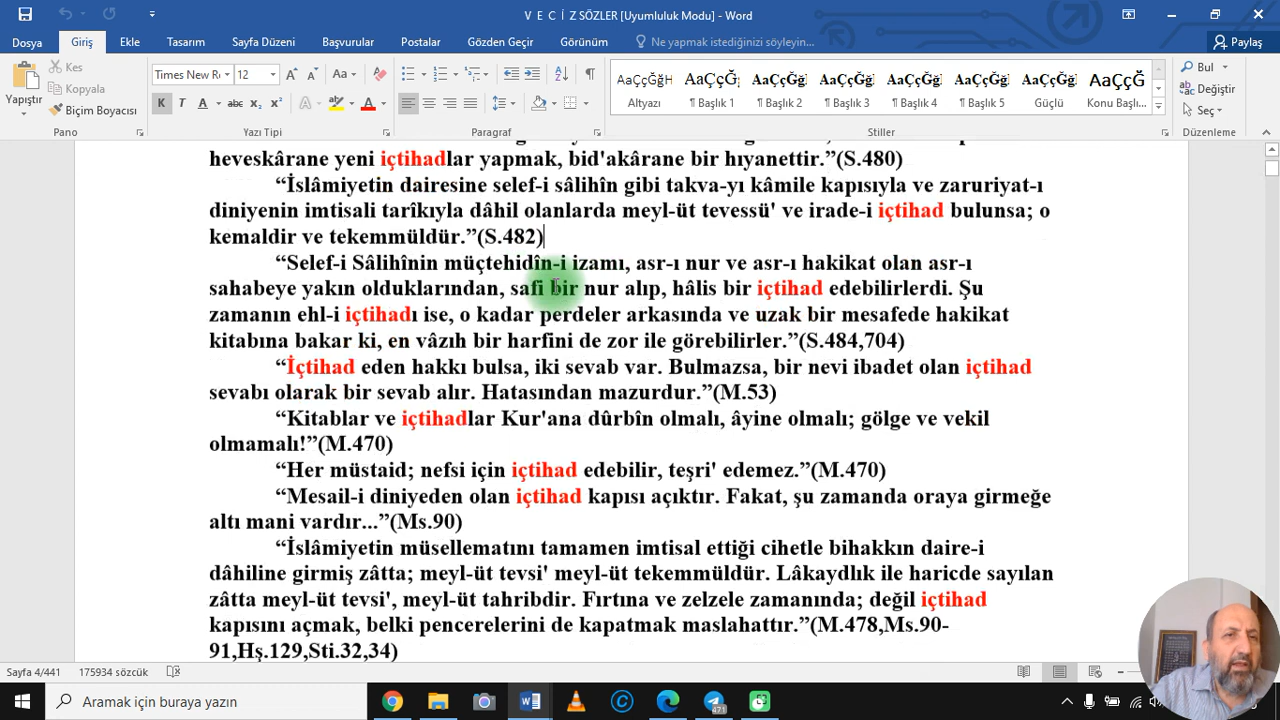 V E C İ Z SÖZLER [Uyumluluk Modu] - Word
Dosya Giriş Ekle Tasarım Sayfa Düzeni Başvurular Postalar Gözden Geçir Görünüm Ne yapmak istediğinizi söyleyin... Paylaş
Yapıştır
Kes
Kopyala
Biçim Boyacısı
Pano
Times New Ro 12
Yazı Tipi
Paragraf
AaÇçĞğH AaÇçĞğ AaÇçĞğ AaÇçĞğ AaÇçĞğ AaÇçĞğ AaÇçĞğ AaÇçĞ
Altyazı ¶ Başlık 1 ¶ Başlık 2 ¶ Başlık 3 ¶ Başlık 4 ¶ Başlık 5 Güçlü Konu Başlı...
Stiller
Bul
Değiştir
Seç
Düzenleme
heveskârane yeni içtihadlar yapmak, bid'akârane bir hıyanettir.”(S.480)
“İslâmiyetin dairesine selef-i sâlihîn gibi takva-yı kâmile kapısıyla ve zaruriyat-ı
diniyenin imtisali tarîkıyla dâhil olanlarda meyl-üt tevessü' ve irade-i içtihad bulunsa; o
kemaldir ve tekemmüldür.”(S.482)
“Selef-i Sâlihînin müçtehidîn-i izamı, asr-ı nur ve asr-ı hakikat olan asr-ı
sahabeye yakın olduklarından, safi bir nur alıp, hâlis bir içtihad edebilirlerdi. Şu
zamanın ehl-i içtihadı ise, o kadar perdeler arkasında ve uzak bir mesafede hakikat
kitabına bakar ki, en vâzıh bir harfini de zor ile görebilirler.”(S.484,704)
“İçtihad eden hakkı bulsa, iki sevab var. Bulmazsa, bir nevi ibadet olan içtihad
sevabı olarak bir sevab alır. Hatasından mazurdur.”(M.53)
“Kitablar ve içtihadlar Kur'ana dûrbîn olmalı, âyine olmalı; gölge ve vekil
olmamalı!”(M.470)
“Her müstaid; nefsi için içtihad edebilir, teşri' edemez.”(M.470)
“Mesail-i diniyeden olan içtihad kapısı açıktır. Fakat, şu zamanda oraya girmeğe
altı mani vardır...”(Ms.90)
“İslâmiyetin müsellematını tamamen imtisal ettiği cihetle bihakkın daire-i
dâhiline girmiş zâtta; meyl-üt tevsi' meyl-üt tekemmüldür. Lâkaydlık ile haricde sayılan
zâtta meyl-üt tevsi', meyl-üt tahribdir. Fırtına ve zelzele zamanında; değil içtihad
kapısını açmak, belki pencerelerini de kapatmak maslahattır.”(M.478,Ms.90-
91,Hş.129,Sti.32,34)
Sayfa 4/441 175934 sözcük
Aramak için buraya yazın
471